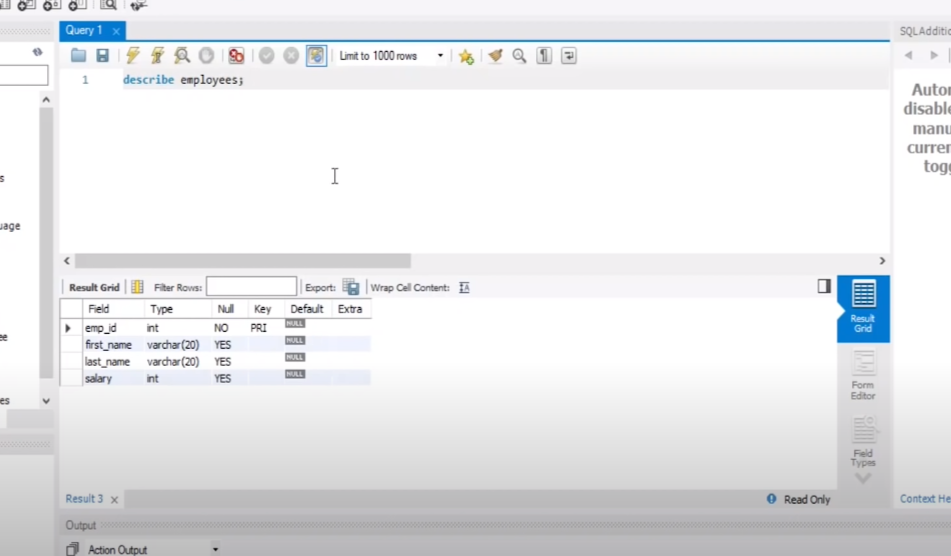 Query 1
SQLAdditio
Limit to 1000 rows
1 describe employees;
Auto
disable
manu
curren
togg
s
uage
ee
es
Result Grid Filter Rows: Export: Wrap Cell Content:
Field Type Null Key Default Extra
emp_id int NO PRI NULL
first_name varchar(20) YES NULL
last_name varchar(20) YES NULL
salary int YES NULL
Result
Grid
Form
Editor
Field
Types
Result 3 Read Only Context He
Output
Action Output